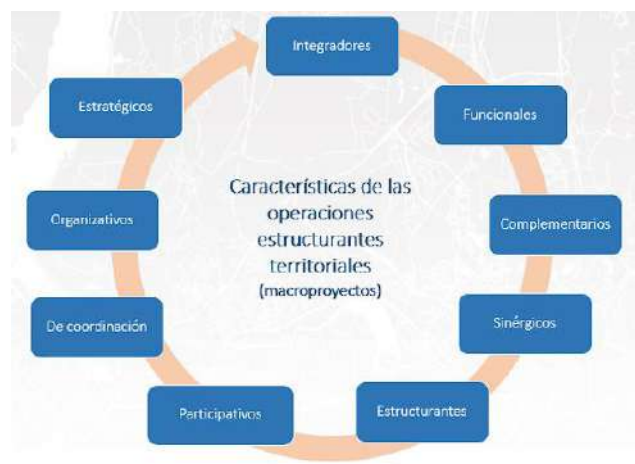 Integradores
Funcionales
Complementarios
Sinérgicos
Estructurantes
Participativos
De coordinación
Organizativos
Estratégicos
Características de las
operaciones
estructurantes
territoriales
(macroproyectos)